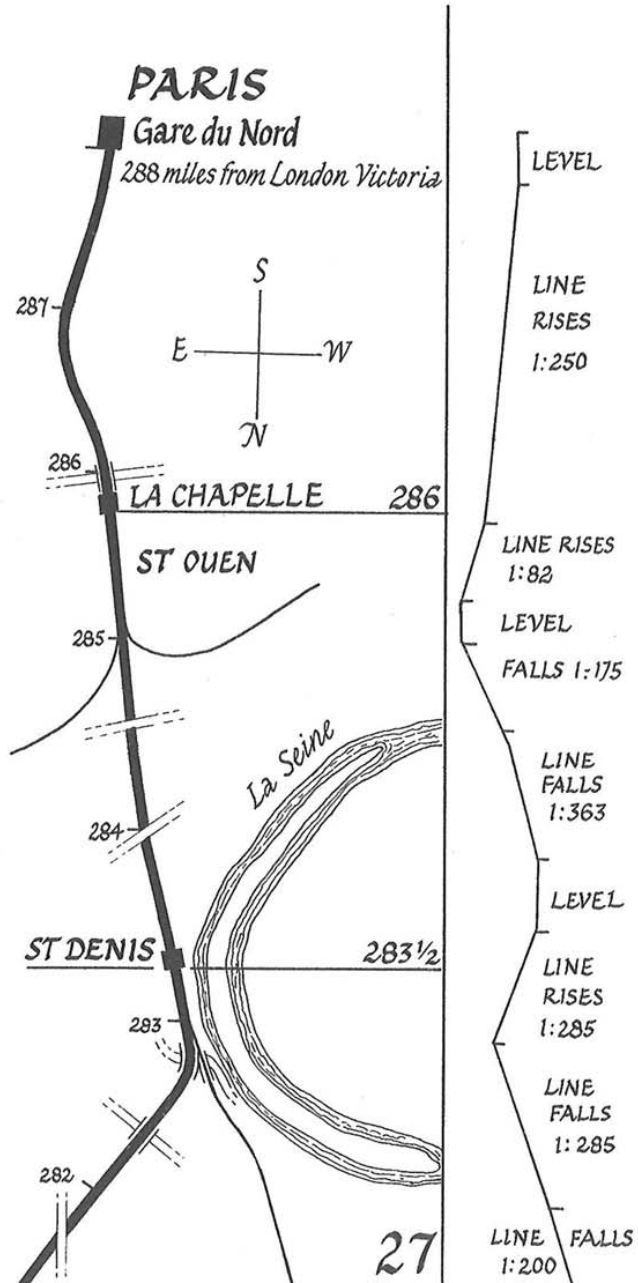 PARIS
Gare du Nord
288 miles from London Victoria
LEVEL
LINE
RISES
1:250
287
S
E
W
N
286
LA CHAPELLE
286
ST OUEN
LINE RISES
1:82
LEVEL
285
FALLS 1:175
La Seine
LINE
FALLS
1:363
284
LEVEL
ST DENIS
283½
LINE
RISES
1:285
283
LINE
FALLS
1:285
282
27
LINE FALLS
1:200